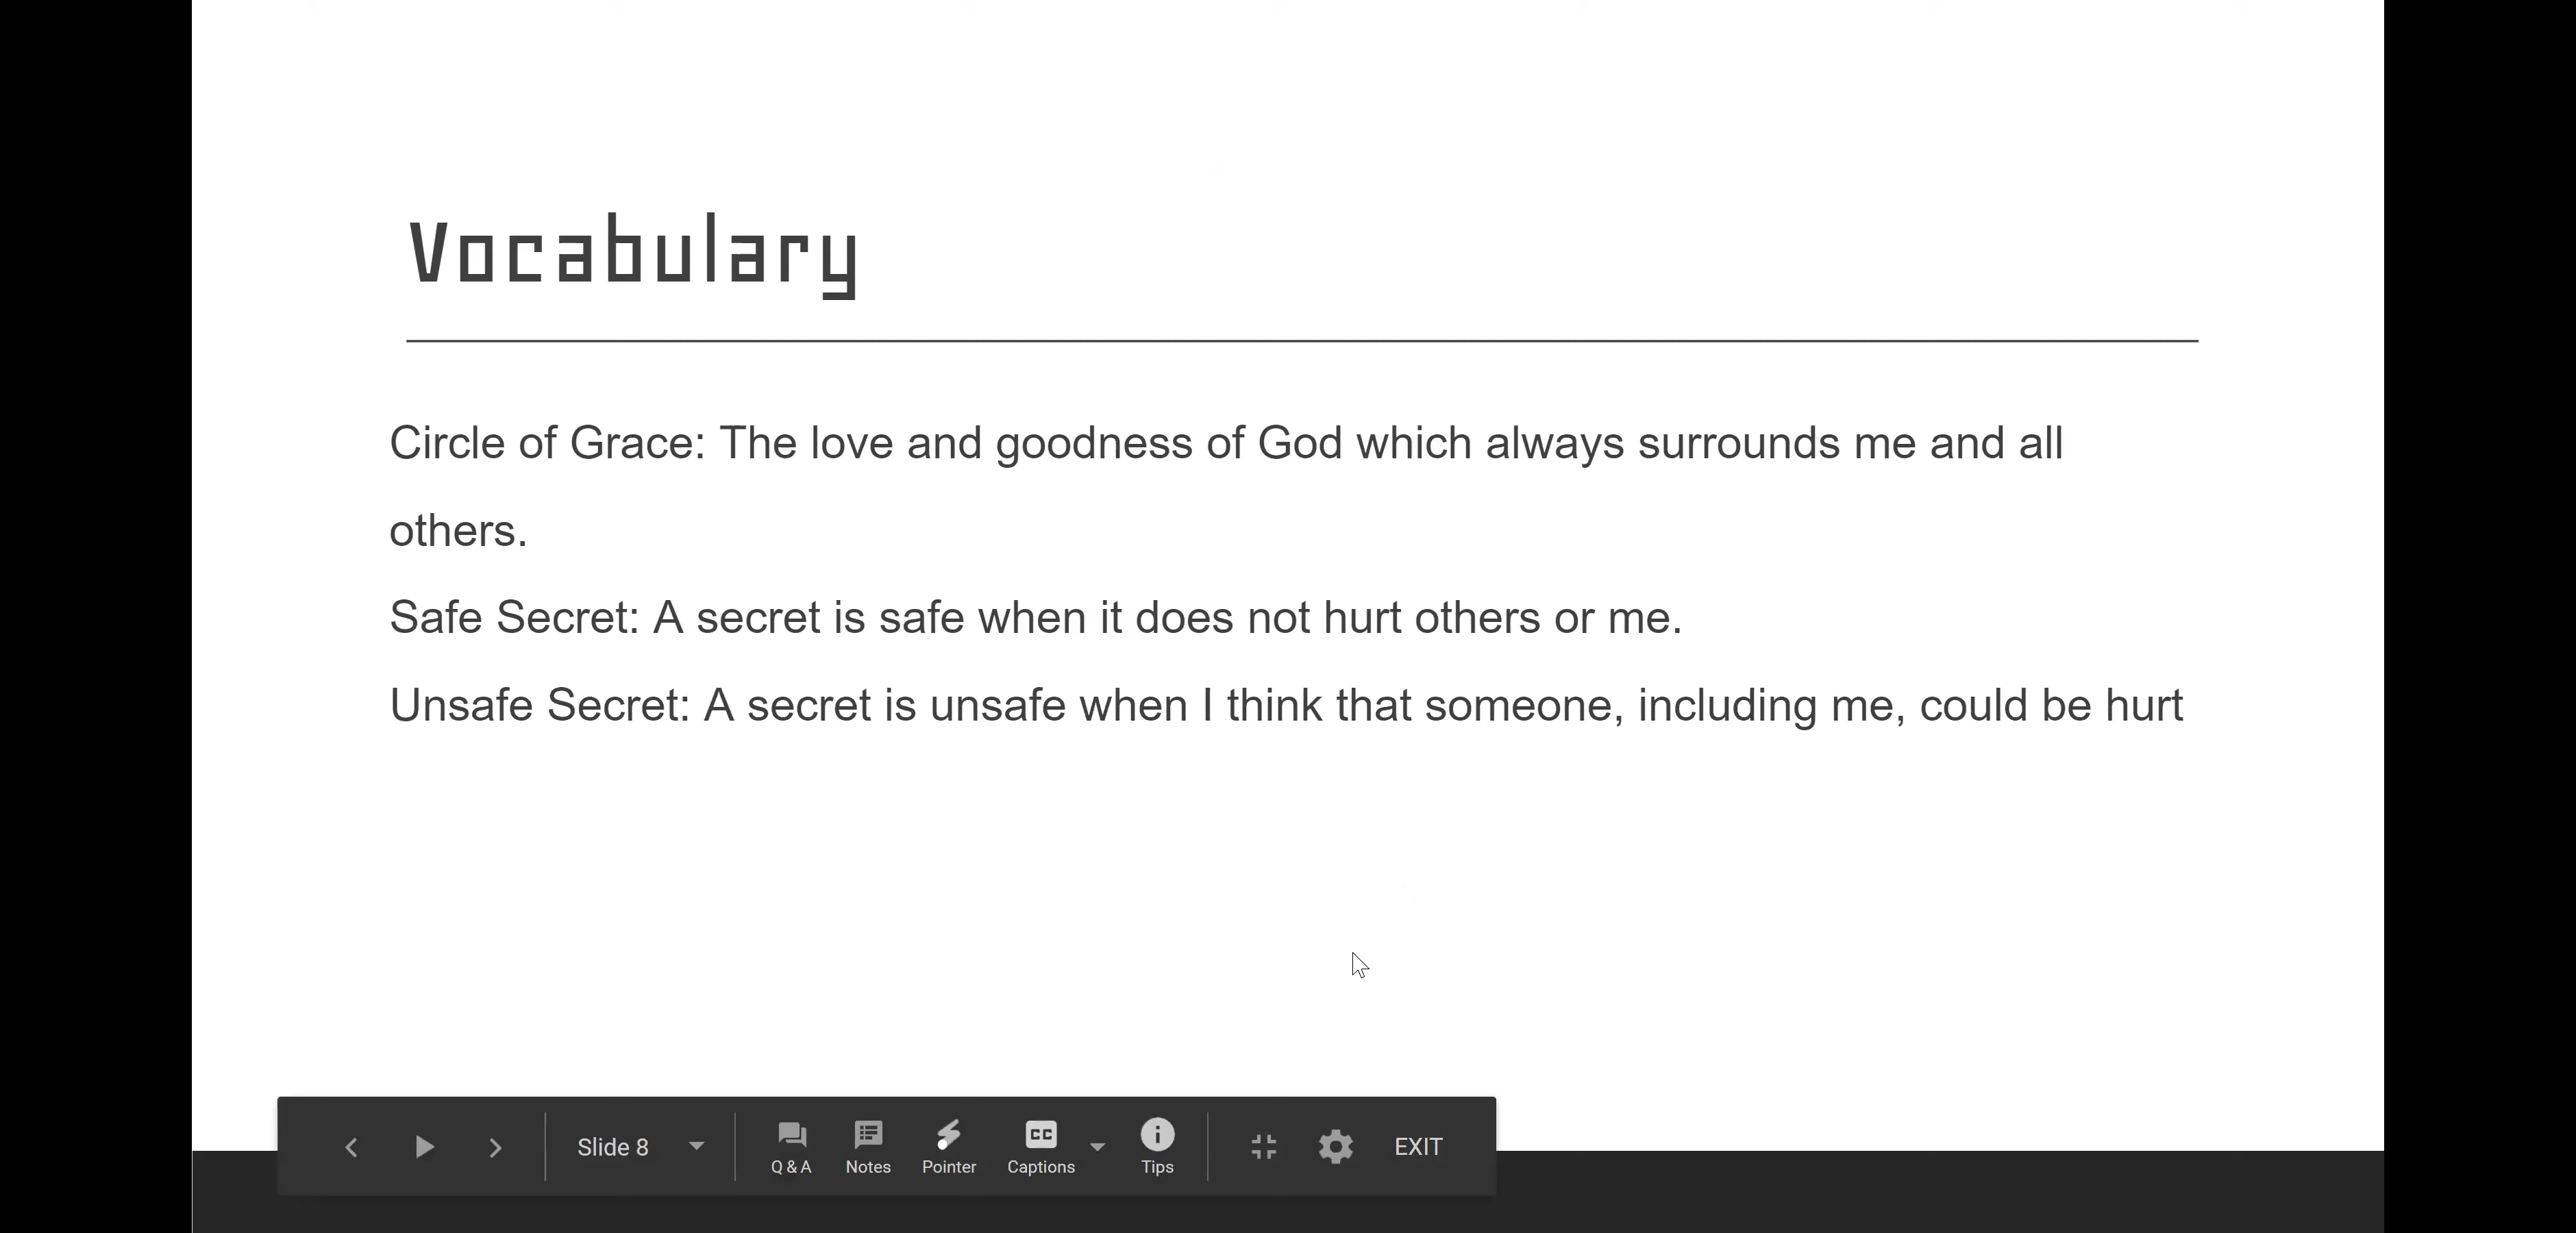 Vocabulary
Circle of Grace: The love and goodness of God which always surrounds me and all
others.
Safe Secret: A secret is safe when it does not hurt others or me.
Unsafe Secret: A secret is unsafe when I think that someone, including me, could be hurt
Slide 8
Q & A
Notes
Pointer
CC
Captions
Tips
EXIT